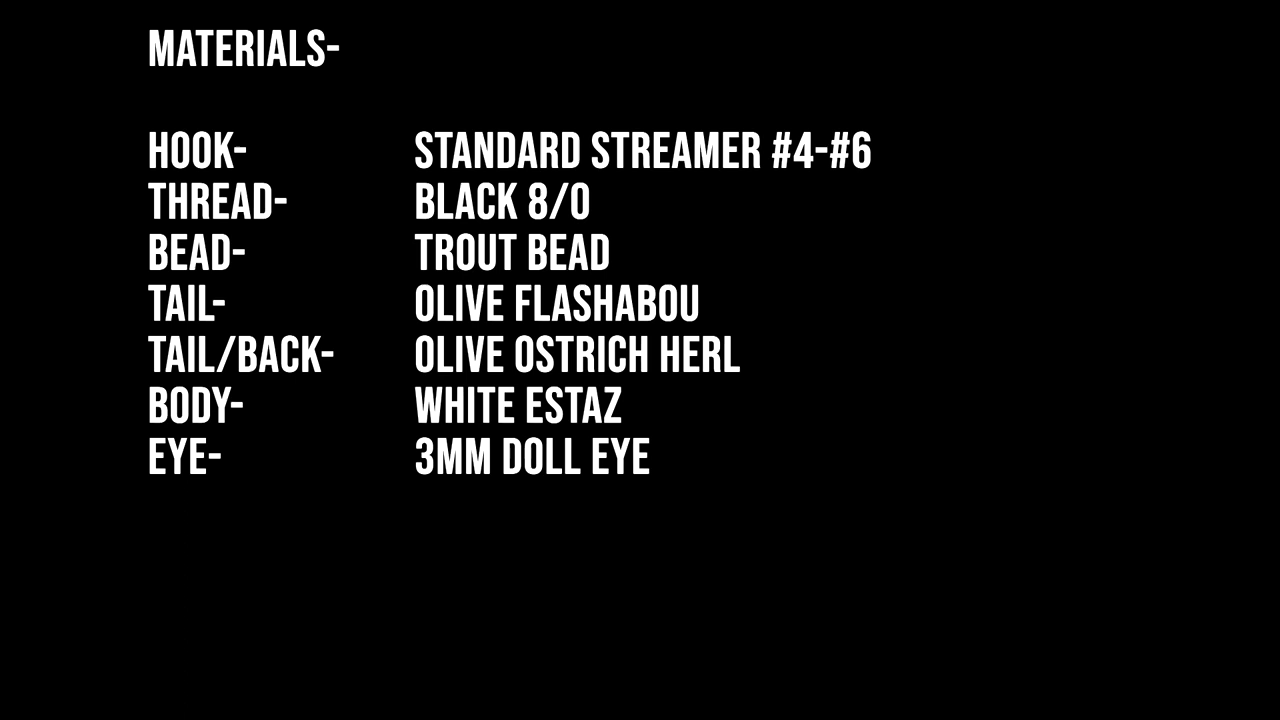 MATERIALS-
HOOK- STANDARD STREAMER #4-#6
THREAD- BLACK 8/0
BEAD- TROUT BEAD
TAIL- OLIVE FLASHABOU
TAIL/BACK- OLIVE OSTRICH HERL
BODY- WHITE ESTAZ
EYE- 3MM DOLL EYE